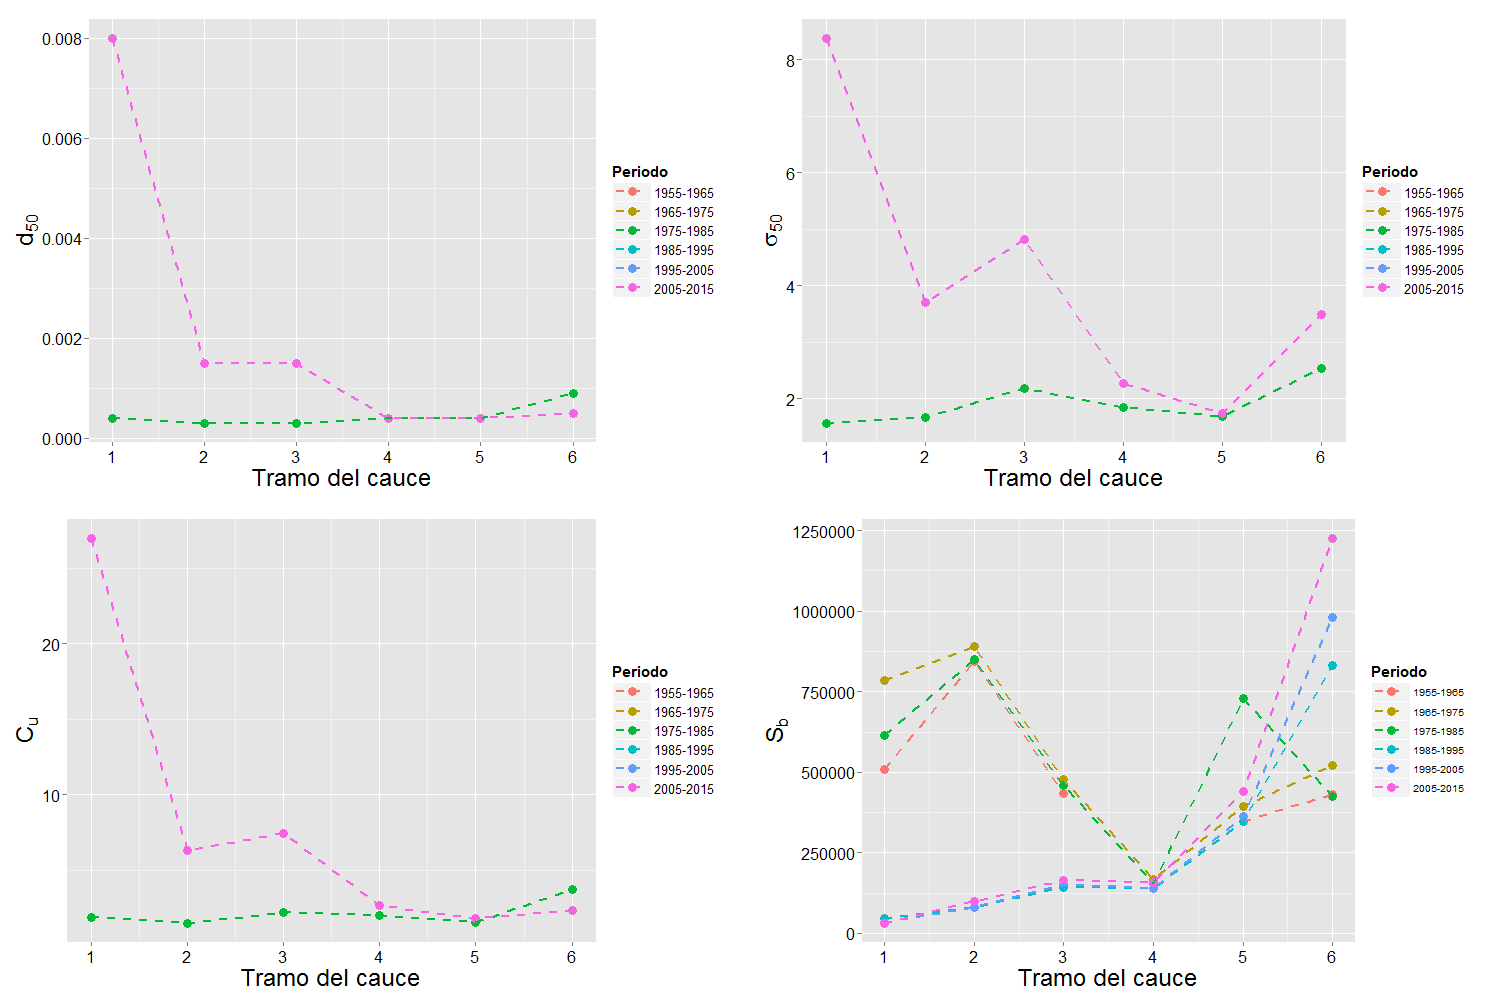 0.008
0.006
0.004
0.002
0.000
d50
1 2 3 4 5 6
Tramo del cauce
Periodo
1955-1965
1965-1975
1975-1985
1985-1995
1995-2005
2005-2015
8
6
4
2
σ50
1 2 3 4 5 6
Tramo del cauce
Periodo
1955-1965
1965-1975
1975-1985
1985-1995
1995-2005
2005-2015
20
10
Cu
1 2 3 4 5 6
Tramo del cauce
Periodo
1955-1965
1965-1975
1975-1985
1985-1995
1995-2005
2005-2015
1250000
1000000
750000
500000
250000
0
Sb
1 2 3 4 5 6
Tramo del cauce
Periodo
1955-1965
1965-1975
1975-1985
1985-1995
1995-2005
2005-2015